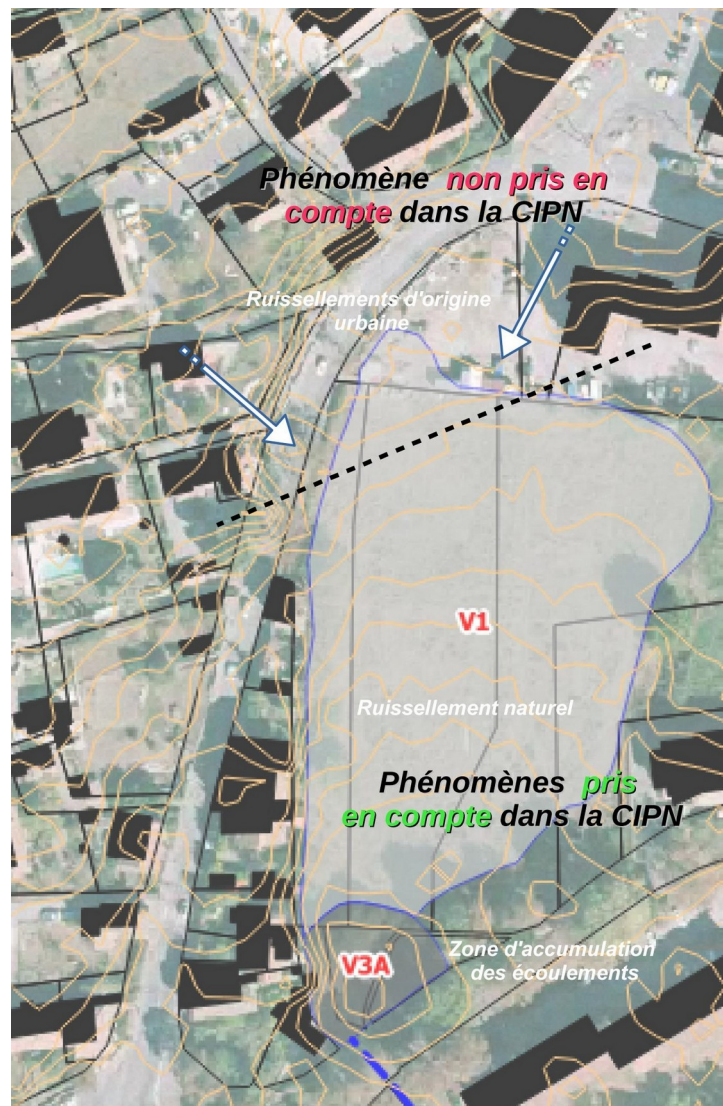 Phénomène non pris en
compte dans la CIPN
Ruissellements d'origine
urbaine
V1
Ruissellement naturel
Phénomènes pris
en compte dans la CIPN
Zone d'accumulation
des écoulements
V3A